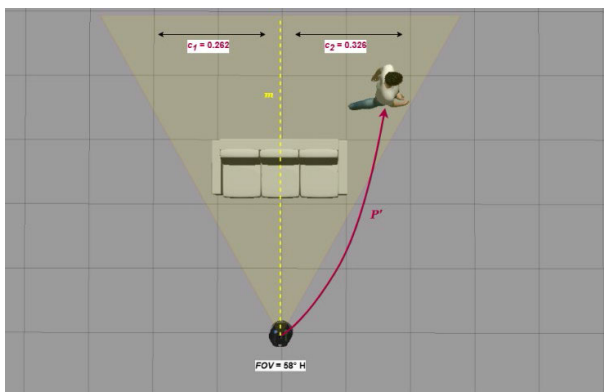 c1 = 0.262
c2 = 0.326
m
P'
FOV = 58° H